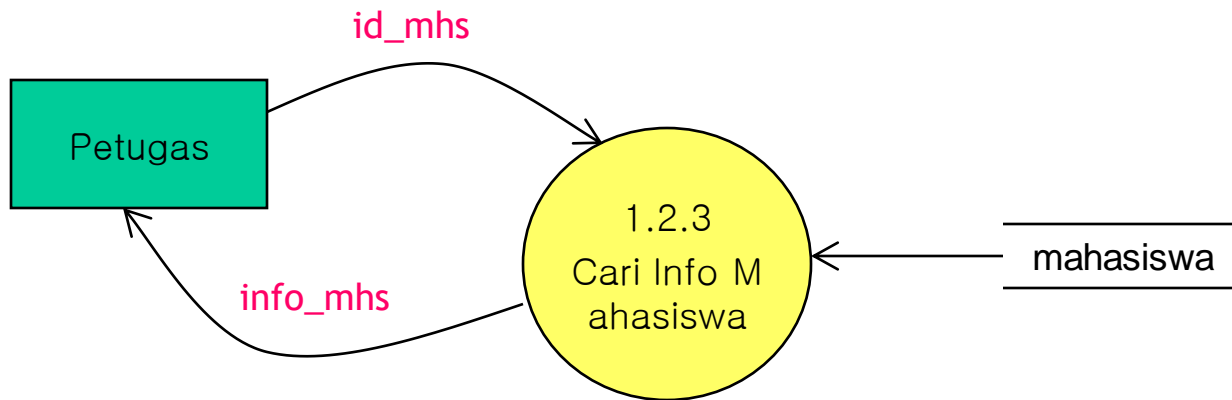 id_mhs
Petugas
1.2.3
Cari Info M
ahasiswa
mahasiswa
info_mhs